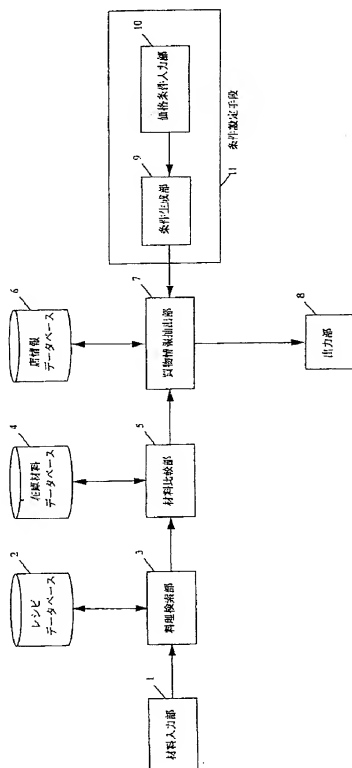 2
レシピ
データベース
4
在庫材料
データベース
6
店情報
データベース
1
材料入力部
3
料理検索部
5
材料比較部
7
買物情報抽出部
9
条件生成部
10
価格条件入力部
11
条件設定手段
8
出力部